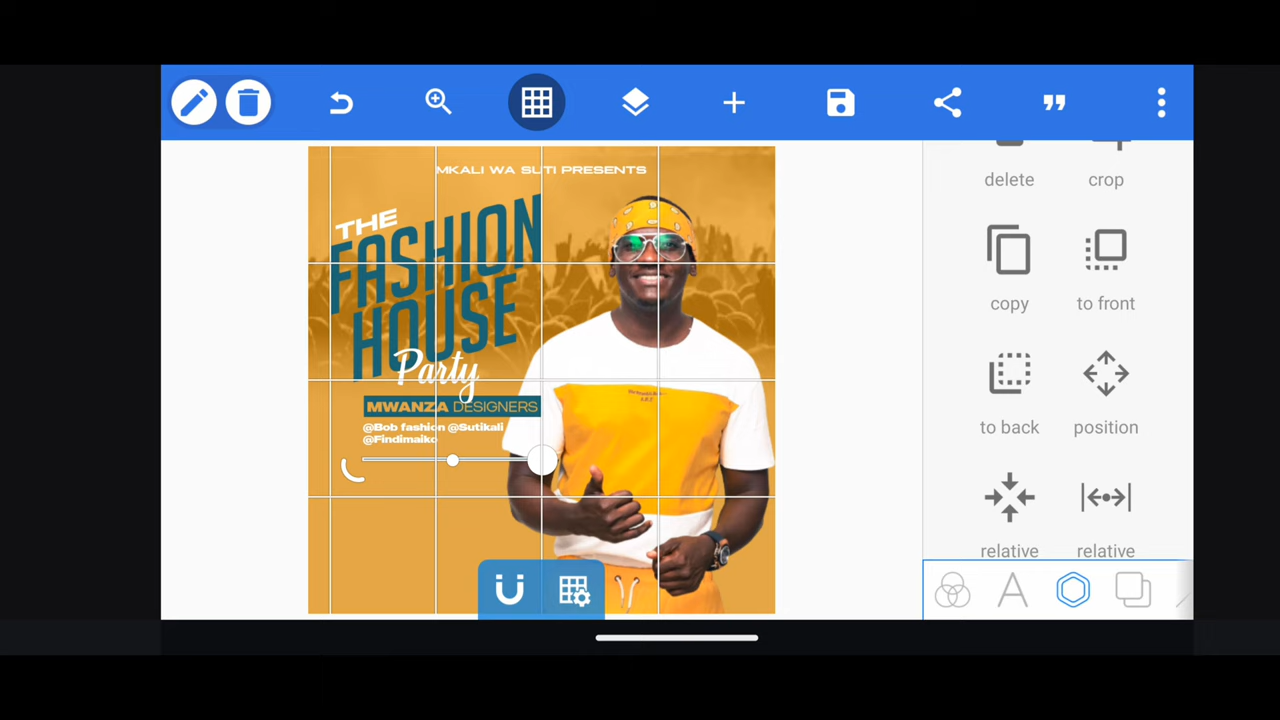 MKALI WA SUTI PRESENTS
THE
FASHION
HOUSE
Party
MWANZA DESIGNERS
@Bob fashion @Sutikali
@Findimaiko
delete
crop
copy
to front
to back
position
relative
relative